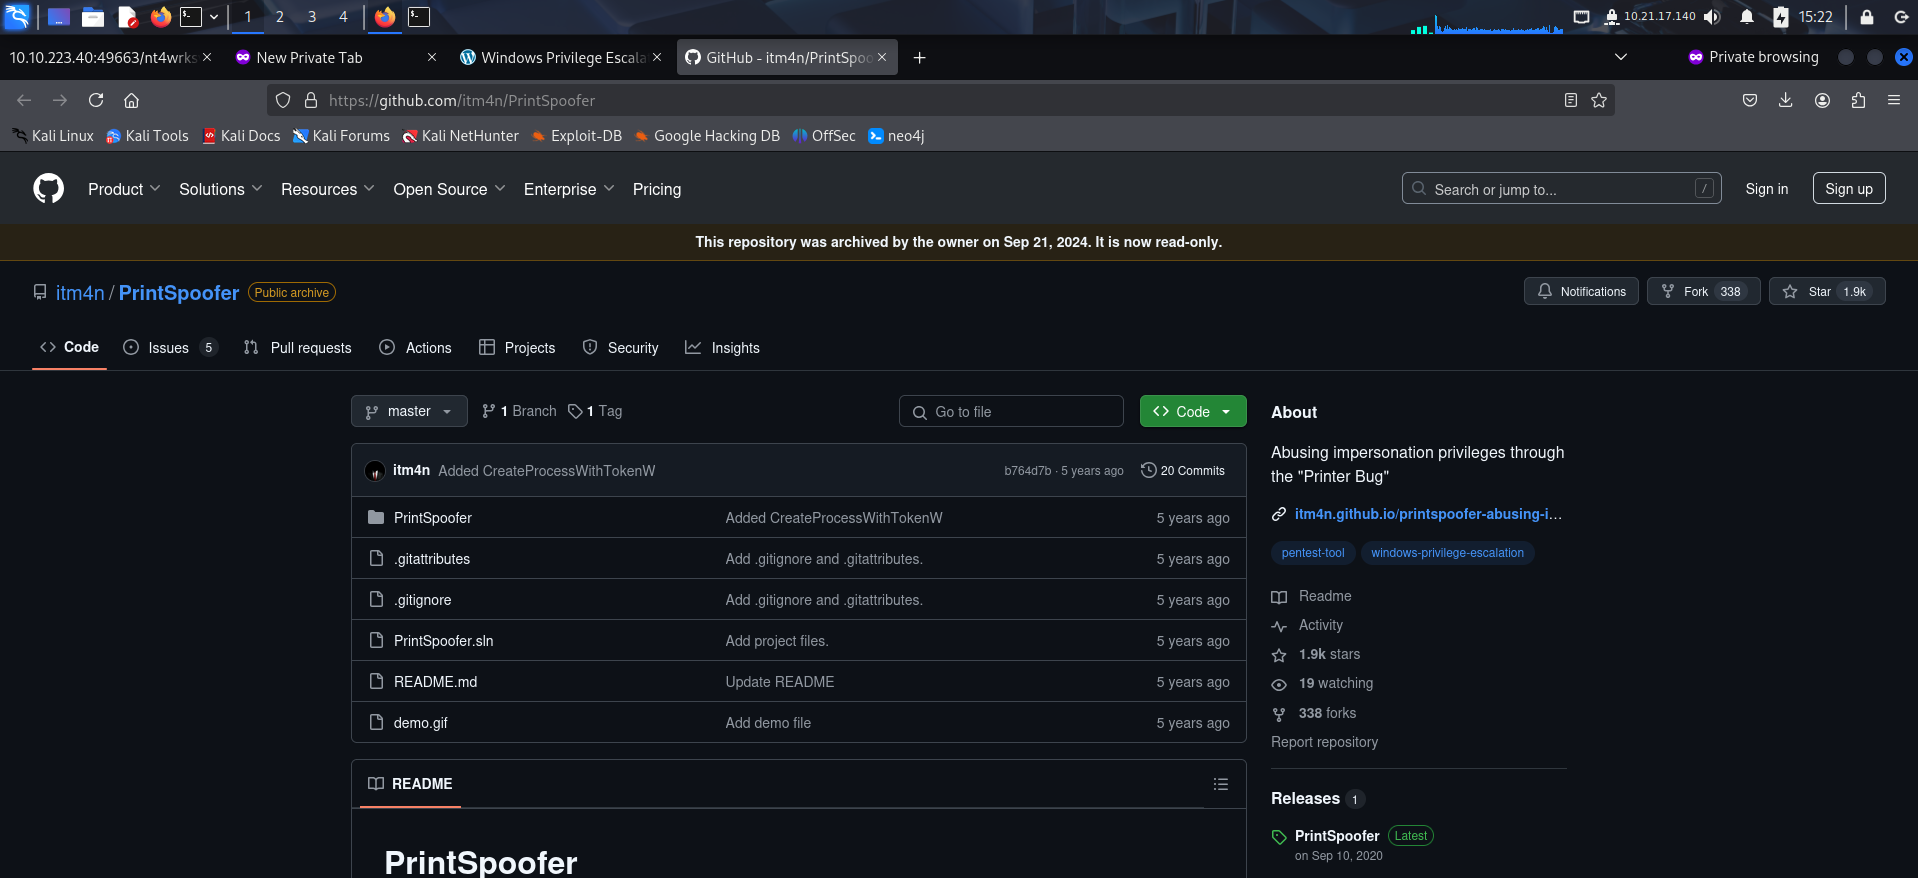 1 2 3 4 10.21.17.140 15:22
10.10.223.40:49663/nt4wrks New Private Tab Windows Privilege Escala GitHub - itm4n/PrintSpoo Private browsing
https://github.com/itm4n/PrintSpoofer
Kali Linux Kali Tools Kali Docs Kali Forums Kali NetHunter Exploit-DB Google Hacking DB OffSec neo4j
Product Solutions Resources Open Source Enterprise Pricing Search or jump to... / Sign in Sign up
This repository was archived by the owner on Sep 21, 2024. It is now read-only.
itm4n / PrintSpoofer Public archive Notifications Fork 338 Star 1.9k
Code Issues 5 Pull requests Actions Projects Security Insights
master 1 Branch 1 Tag Go to file Code
itm4n Added CreateProcessWithTokenW b764d7b · 5 years ago 20 Commits
PrintSpoofer Added CreateProcessWithTokenW 5 years ago
.gitattributes Add .gitignore and .gitattributes. 5 years ago
.gitignore Add .gitignore and .gitattributes. 5 years ago
PrintSpoofer.sln Add project files. 5 years ago
README.md Update README 5 years ago
demo.gif Add demo file 5 years ago
README
PrintSpoofer
About
Abusing impersonation privileges through
the "Printer Bug"
itm4n.github.io/printspoofer-abusing-i...
pentest-tool windows-privilege-escalation
Readme
Activity
1.9k stars
19 watching
338 forks
Report repository
Releases 1
PrintSpoofer Latest
on Sep 10, 2020